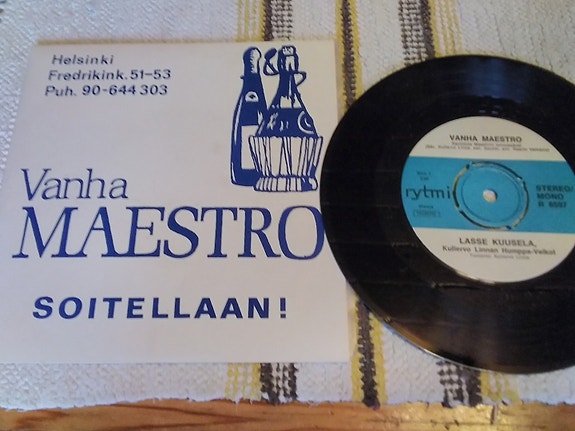 Helsinki
Fredrikink. 51-53
Puh. 90-644 303
Vanha
MAESTRO
SOITELLAAN!
VANHA MAESTRO
rytmi
STEREO/
MONO
R 6597
LASSE KUUSELA,
Kullervo Linnan Humppa-Veikot